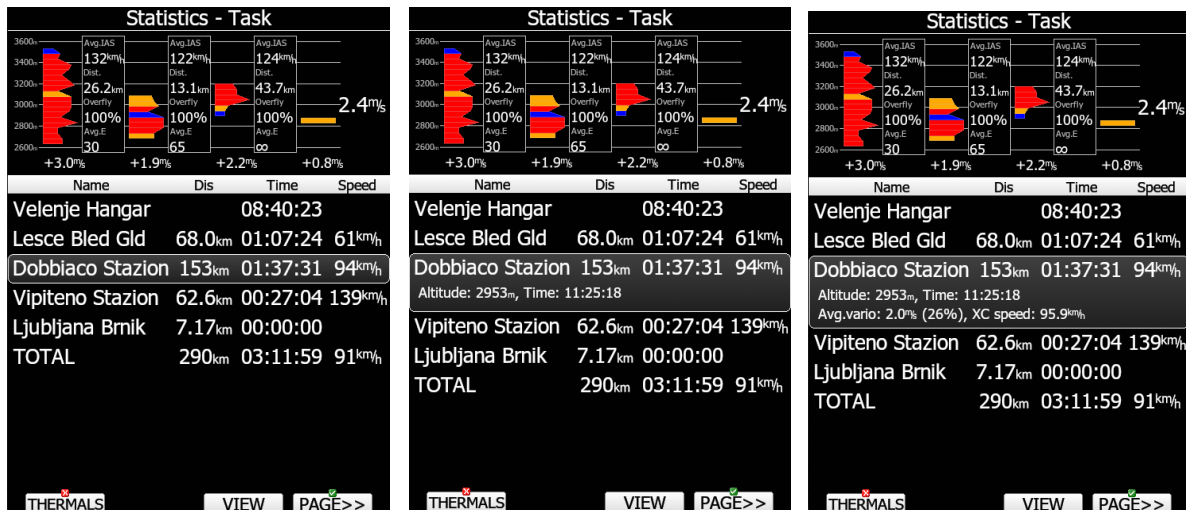 Statistics - Task
3600m
3400m
3200m
3000m
2800m
2600m
Avg.IAS
132km/h
Dist.
26.2km
Overfly
100%
Avg.E
30
Avg.IAS
122km/h
Dist.
13.1km
Overfly
100%
Avg.E
65
Avg.IAS
124km/h
Dist.
43.7km
Overfly
100%
Avg.E
∞
2.4m/s
+3.0m/s +1.9m/s +2.2m/s +0.8m/s
Name Dis Time Speed
Velenje Hangar 08:40:23
Lesce Bled Gld 68.0km 01:07:24 61km/h
Dobbiaco Stazion 153km 01:37:31 94km/h
Vipiteno Stazion 62.6km 00:27:04 139km/h
Ljubljana Brnik 7.17km 00:00:00
TOTAL 290km 03:11:59 91km/h
THERMALS VIEW PAGE>>
Statistics - Task
3600m
3400m
3200m
3000m
2800m
2600m
Avg.IAS
132km/h
Dist.
26.2km
Overfly
100%
Avg.E
30
Avg.IAS
122km/h
Dist.
13.1km
Overfly
100%
Avg.E
65
Avg.IAS
124km/h
Dist.
43.7km
Overfly
100%
Avg.E
∞
2.4m/s
+3.0m/s +1.9m/s +2.2m/s +0.8m/s
Name Dis Time Speed
Velenje Hangar 08:40:23
Lesce Bled Gld 68.0km 01:07:24 61km/h
Dobbiaco Stazion 153km 01:37:31 94km/h
Altitude: 2953m, Time: 11:25:18
Vipiteno Stazion 62.6km 00:27:04 139km/h
Ljubljana Brnik 7.17km 00:00:00
TOTAL 290km 03:11:59 91km/h
THERMALS VIEW PAGE>>
Statistics - Task
3600m
3400m
3200m
3000m
2800m
2600m
Avg.IAS
132km/h
Dist.
26.2km
Overfly
100%
Avg.E
30
Avg.IAS
122km/h
Dist.
13.1km
Overfly
100%
Avg.E
65
Avg.IAS
124km/h
Dist.
43.7km
Overfly
100%
Avg.E
∞
2.4m/s
+3.0m/s +1.9m/s +2.2m/s +0.8m/s
Name Dis Time Speed
Velenje Hangar 08:40:23
Lesce Bled Gld 68.0km 01:07:24 61km/h
Dobbiaco Stazion 153km 01:37:31 94km/h
Altitude: 2953m, Time: 11:25:18
Avg.vario: 2.0m/s (26%), XC speed: 95.9km/h
Vipiteno Stazion 62.6km 00:27:04 139km/h
Ljubljana Brnik 7.17km 00:00:00
TOTAL 290km 03:11:59 91km/h
THERMALS VIEW PAGE>>